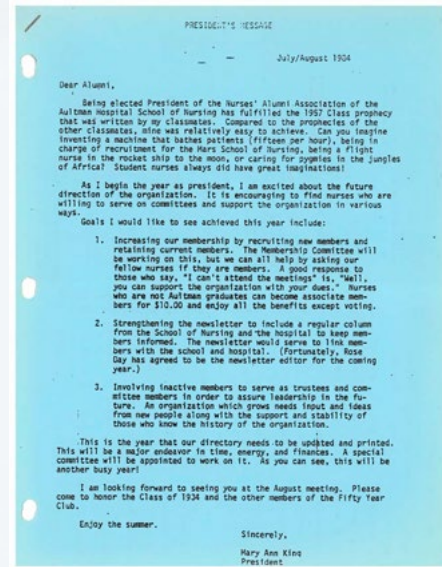 PRESIDENT'S MESSAGE
July/August 1984
Dear Alumni,
Being elected President of the Nurses' Alumni Association of the
Aultman Hospital School of Nursing has fulfilled the 1957 Class prophecy
that was written by my classmates. Compared to the prophecies of the
other classmates, mine was relatively easy to achieve. Can you imagine
inventing a machine that bathes patients (fifteen per hour), being in
charge of recruitment for the Mars School of Nursing, being a flight
nurse in the rocket ship to the moon, or caring for pygmies in the jungles
of Africa? Student nurses always did have great imaginations!
As I begin the year as president, I am excited about the future
direction of the organization. It is encouraging to find nurses who are
willing to serve on committees and support the organization in various
ways.
Goals I would like to see achieved this year include:
1. Increasing our membership by recruiting new members and
retaining current members. The Membership Committee will
be working on this, but we can all help by asking our
fellow nurses if they are members. A good response to
those who say, "I can't attend the meetings" is, "Well,
you can support the organization with your dues." Nurses
who are not Aultman graduates can become associate mem-
bers for $10.00 and enjoy all the benefits except voting.
2. Strengthening the newsletter to include a regular column
from the School of Nursing and the hospital to keep mem-
bers informed. The newsletter would serve to link mem-
bers with the school and hospital. (Fortunately, Rose
Day has agreed to be the newsletter editor for the coming
year.)
3. Involving inactive members to serve as trustees and com-
mittee members in order to assure leadership in the fu-
ture. An organization which grows needs input and ideas
from new people along with the support and stability of
those who know the history of the organization.
This is the year that our directory needs to be updated and printed.
This will be a major endeavor in time, energy, and finances. A special
committee will be appointed to work on it. As you can see, this will be
another busy year!
I am looking forward to seeing you at the August meeting. Please
come to honor the Class of 1934 and the other members of the Fifty Year
Club.
Enjoy the summer.
Sincerely,
Mary Ann King
President